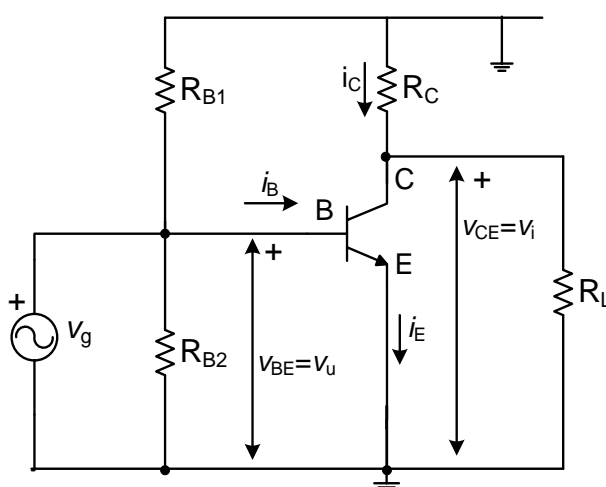 R_B1
i_C
R_C
i_B
B
C
+
E
+
v_CE=v_i
R_L
+
v_g
R_B2
v_BE=v_u
i_E